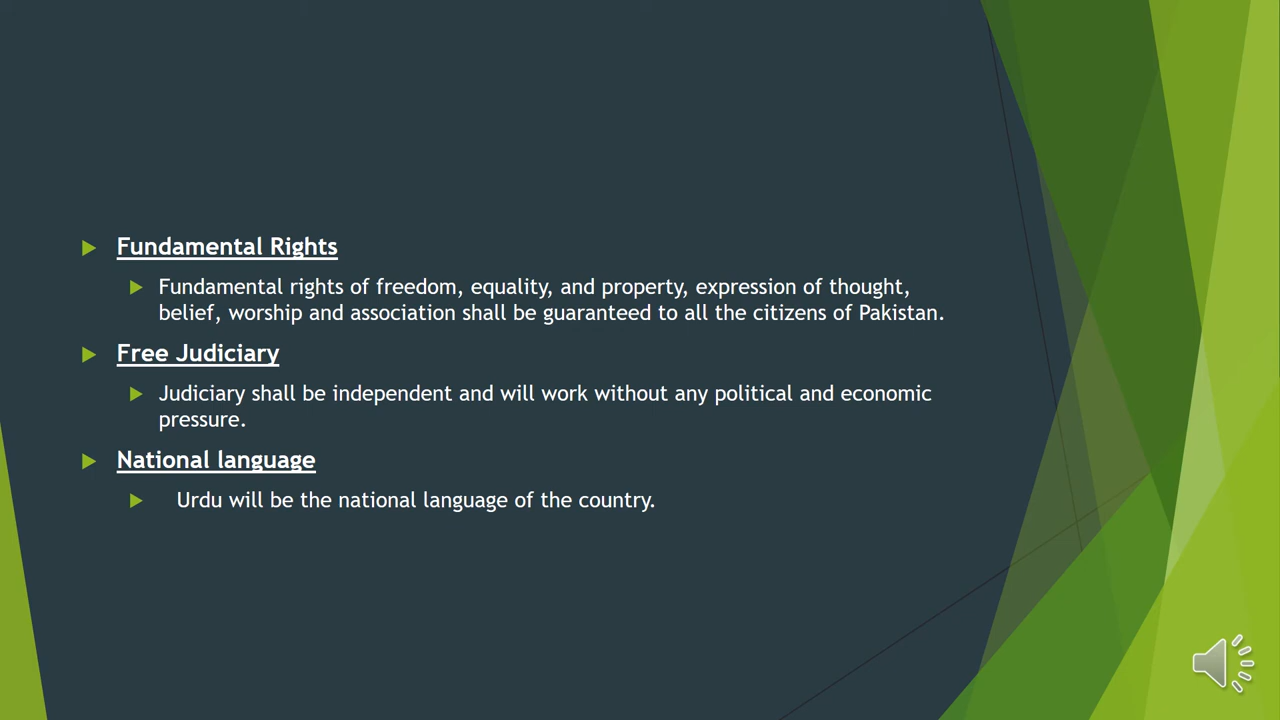 Fundamental Rights
Fundamental rights of freedom, equality, and property, expression of thought,
belief, worship and association shall be guaranteed to all the citizens of Pakistan.
Free Judiciary
Judiciary shall be independent and will work without any political and economic
pressure.
National language
Urdu will be the national language of the country.